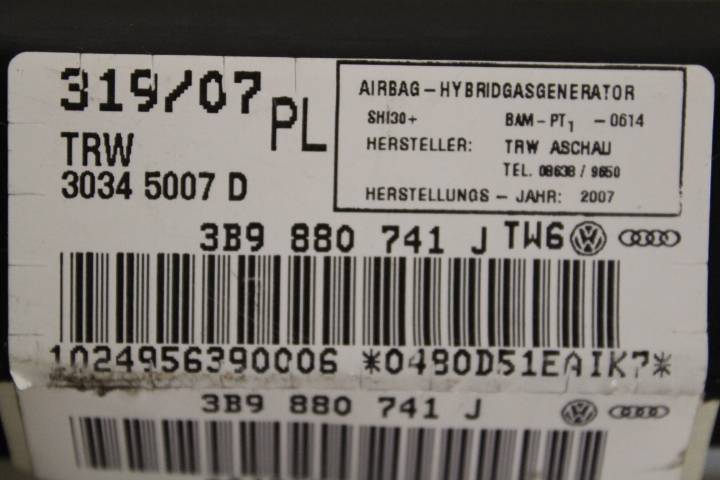 319/07 PL
TRW
3034 5007 D
AIRBAG-HYBRIDGASGENERATOR
SHI30+ BAM-PT1 -0614
HERSTELLER: TRW ASCHAU
TEL. 08638 / 9650
HERSTELLUNGS - JAHR: 2007
3B9 880 741 J TW6
1024956390006 *0480D51EAIK7*
3B9 880 741 J